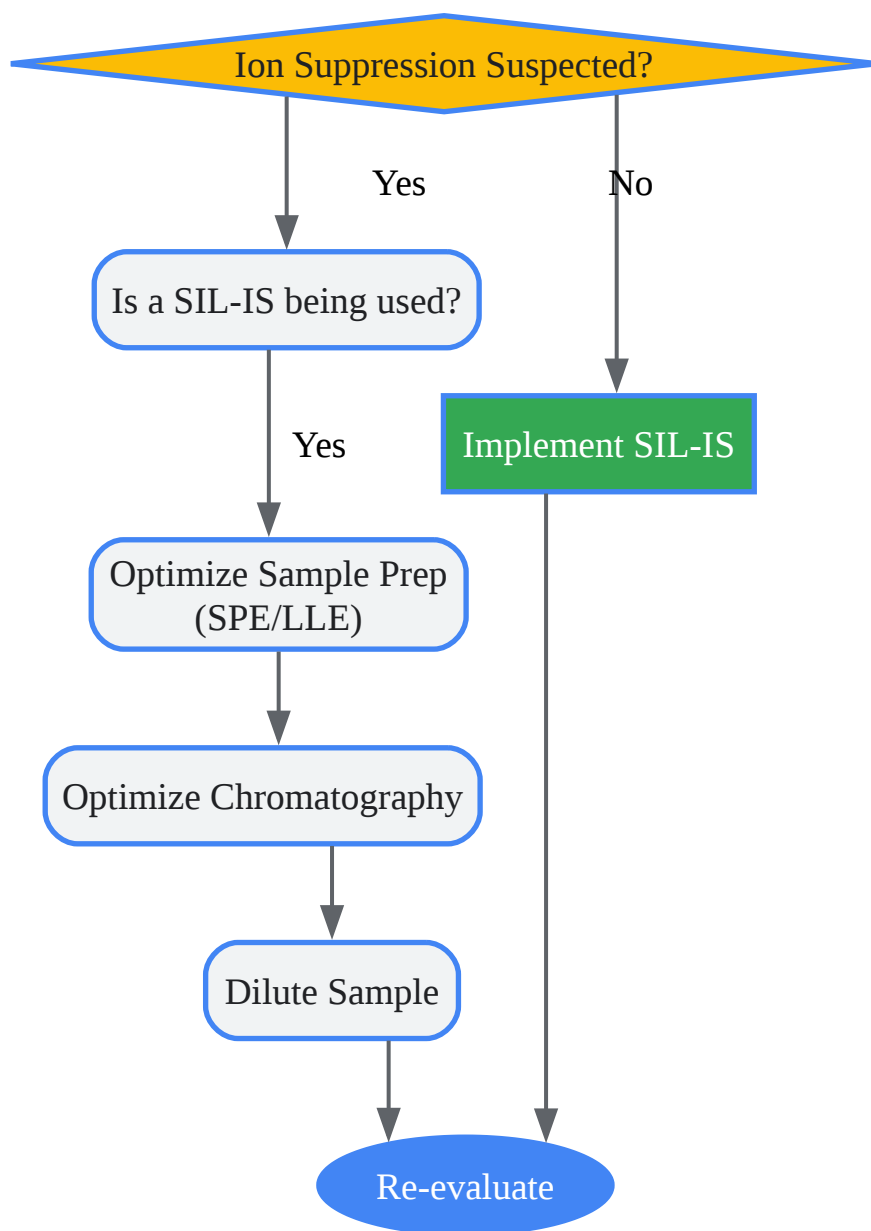 Ion Suppression Suspected?
Yes
No
Is a SIL-IS being used?
Yes
Implement SIL-IS
Optimize Sample Prep
(SPE/LLE)
Optimize Chromatography
Dilute Sample
Re-evaluate